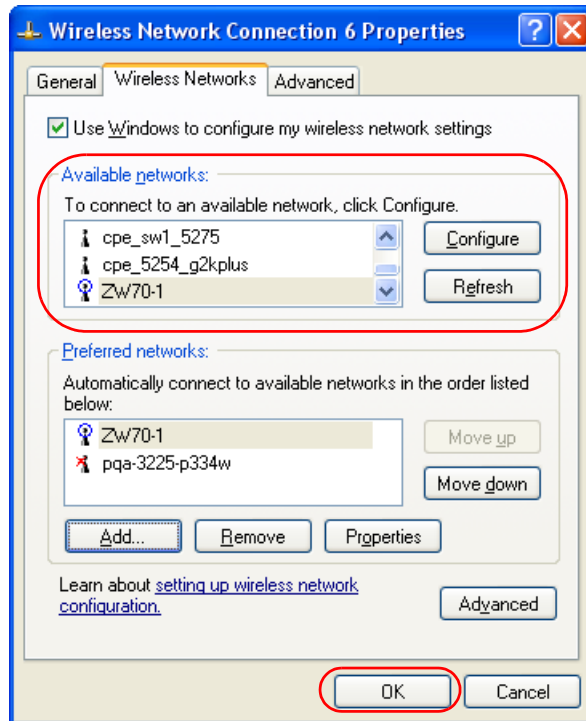 Wireless Network Connection 6 Properties
General Wireless Networks Advanced
Use Windows to configure my wireless network settings
Available networks:
To connect to an available network, click Configure.
cpe_sw1_5275
cpe_5254_g2kplus
ZW70-1
Configure
Refresh
Preferred networks:
Automatically connect to available networks in the order listed
below:
ZW70-1
pqa-3225-p334w
Move up
Move down
Add... Remove Properties
Learn about setting up wireless network
configuration.
Advanced
OK Cancel